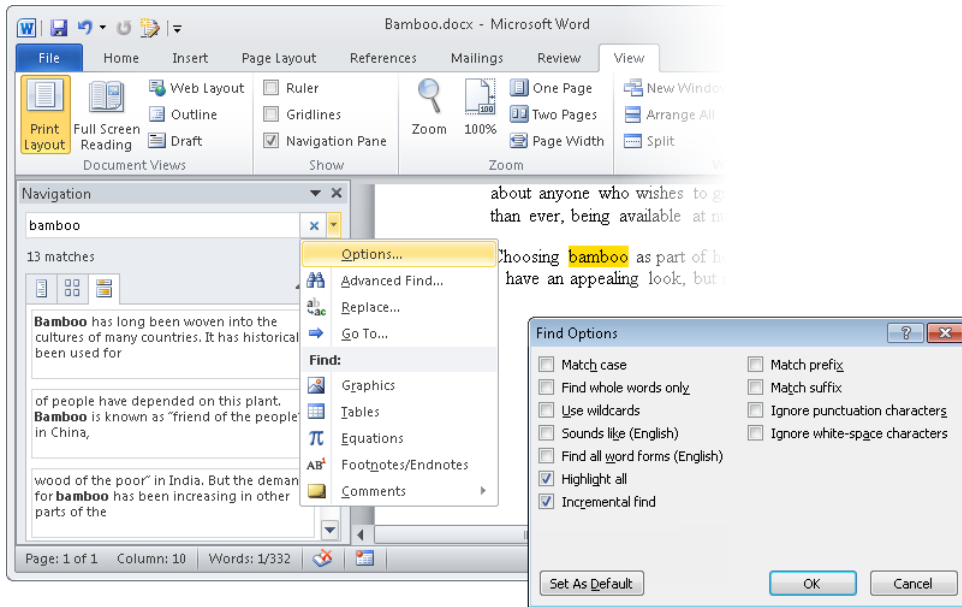 Bamboo.docx - Microsoft Word
File Home Insert Page Layout References Mailings Review View
Print Layout
Full Screen Reading
Web Layout
Outline
Draft
Document Views
Ruler
Gridlines
Navigation Pane
Show
Zoom
100
100%
One Page
Two Pages
Page Width
Zoom
New Window
Arrange All
Split
Navigation
bamboo
13 matches
Bamboo has long been woven into the
cultures of many countries. It has historical
been used for
of people have depended on this plant.
Bamboo is known as “friend of the people”
in China,
wood of the poor” in India. But the deman
for bamboo has been increasing in other
parts of the
Options...
Advanced Find...
Replace...
Go To...
Find:
Graphics
Tables
Equations
Footnotes/Endnotes
Comments
about anyone who wishes to
than ever, being available at
Choosing bamboo as part of
have an appealing look, but
Page: 1 of 1 Column: 10 Words: 1/332
Find Options
Match case
Find whole words only
Use wildcards
Sounds like (English)
Find all word forms (English)
Highlight all
Incremental find
Match prefix
Match suffix
Ignore punctuation characters
Ignore white-space characters
Set As Default OK Cancel